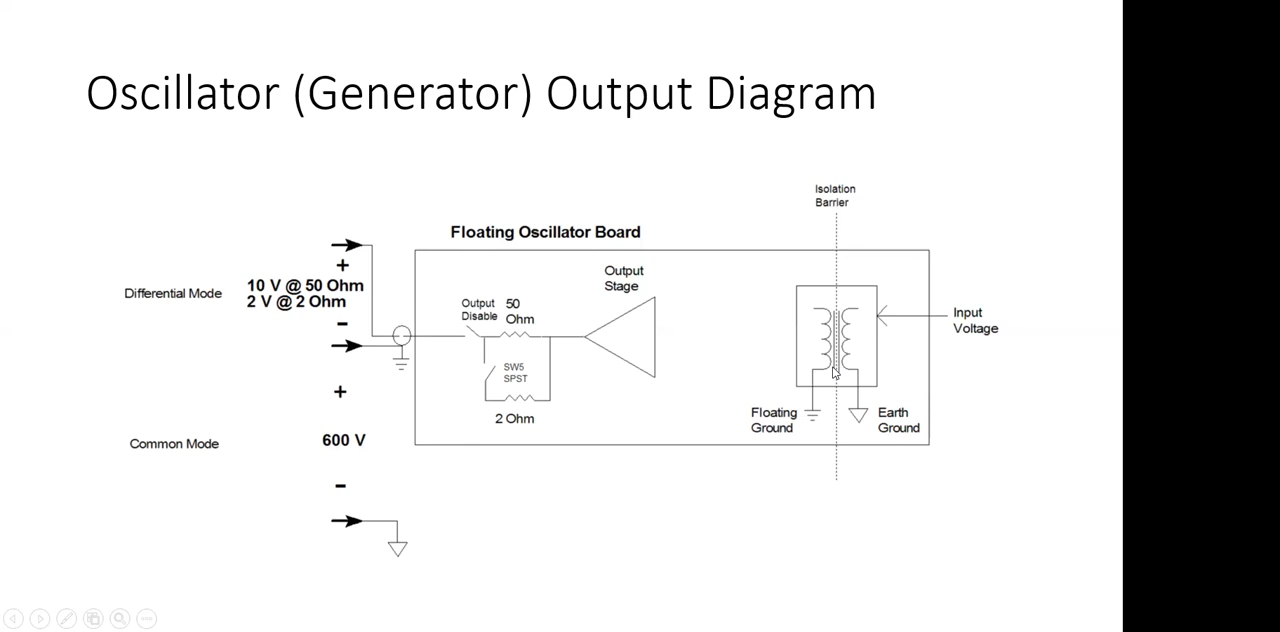 Oscillator (Generator) Output Diagram
Isolation
Barrier
Floating Oscillator Board
+
Differential Mode
10 V @ 50 Ohm
2 V @ 2 Ohm
-
Output
Disable
50
Ohm
Output
Stage
SW5
SPST
2 Ohm
Input
Voltage
Floating
Ground
Earth
Ground
+
Common Mode
600 V
-